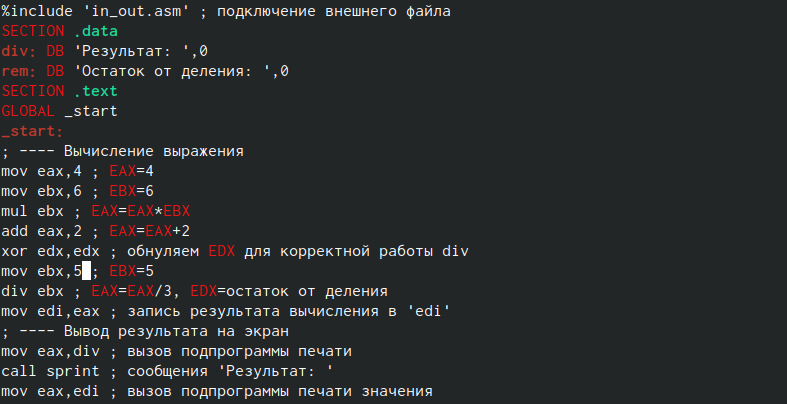 %include 'in_out.asm' ; подключение внешнего файла
SECTION .data
div: DB 'Результат: ',0
rem: DB 'Остаток от деления: ',0
SECTION .text
GLOBAL _start
_start:
; ---- Вычисление выражения
mov eax,4 ; EAX=4
mov ebx,6 ; EBX=6
mul ebx ; EAX=EAX*EBX
add eax,2 ; EAX=EAX+2
xor edx,edx ; обнуляем EDX для корректной работы div
mov ebx,5 ; EBX=5
div ebx ; EAX=EAX/3, EDX=остаток от деления
mov edi,eax ; запись результата вычисления в 'edi'
; ---- Вывод результата на экран
mov eax,div ; вызов подпрограммы печати
call sprint ; сообщения 'Результат: '
mov eax,edi ; вызов подпрограммы печати значения